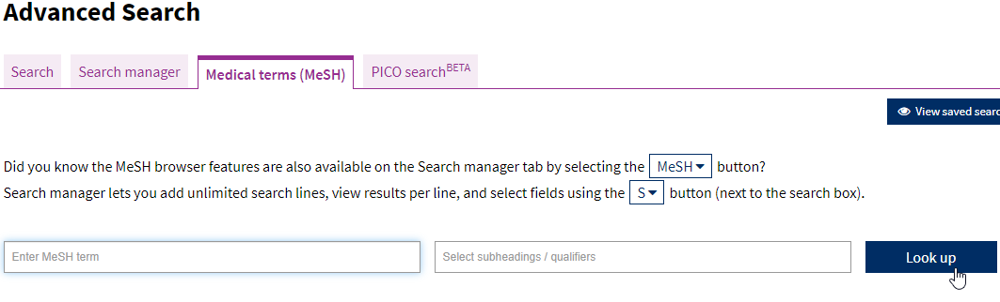 Advanced Search
Search Search manager Medical terms (MeSH) PICO searchBETA
View saved sear
Did you know the MeSH browser features are also available on the Search manager tab by selecting the MeSH button?
Search manager lets you add unlimited search lines, view results per line, and select fields using the S button (next to the search box).
Enter MeSH term Select subheadings / qualifiers Look up